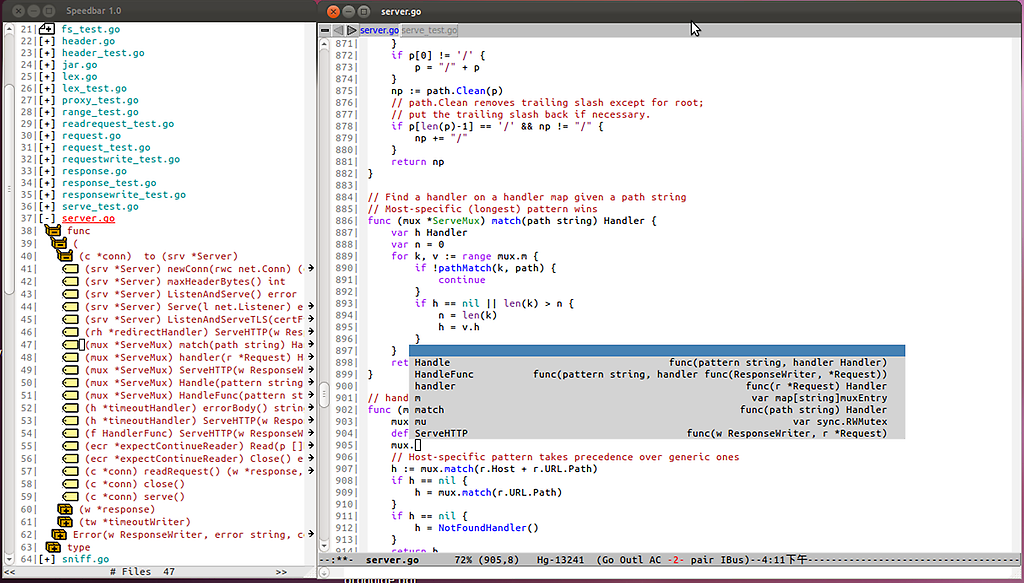 Speedbar 1.0
21| fs_test.go
22|[+] header.go
23|[+] header_test.go
24|[+] jar.go
25|[+] lex.go
26|[+] lex_test.go
27|[+] proxy_test.go
28|[+] range_test.go
29|[+] readrequest_test.go
30|[+] request.go
31|[+] request_test.go
32|[+] requestwrite_test.go
33|[+] response.go
34|[+] response_test.go
35|[+] responsewrite_test.go
36|[+] serve_test.go
37|[-] server.go
38| func
39| (
40| (c *conn) to (srv *Server)
41| (srv *Server) newConn(rwc net.Conn) (
42| (srv *Server) maxHeaderBytes() int
43| (srv *Server) ListenAndServe() error
44| (srv *Server) Serve(l net.Listener) e
45| (srv *Server) ListenAndServeTLS(certF
46| (rh *redirectHandler) ServeHTTP(w Res
47| (mux *ServeMux) match(path string) Ha
48| (mux *ServeMux) handler(r *Request) H
49| (mux *ServeMux) ServeHTTP(w ResponseW
50| (mux *ServeMux) Handle(pattern string
51| (mux *ServeMux) HandleFunc(pattern st
52| (h *timeoutHandler) errorBody() strin
53| (h *timeoutHandler) ServeHTTP(w Respo
54| (f HandlerFunc) ServeHTTP(w ResponseW
55| (ecr *expectContinueReader) Read(p []
56| (ecr *expectContinueReader) Close() e
57| (c *conn) readRequest() (w *response,
58| (c *conn) close()
59| (c *conn) serve()
60| (w *response)
61| (tw *timeoutWriter)
62| Error(w ResponseWriter, error string, c
63| type
64|[+] sniff.go
<< # Files 47 >>
server.go
server.go serve_test.go
871| }
872| if p[0] != '/' {
873| p = "/" + p
874| }
875| np := path.Clean(p)
876| // path.Clean removes trailing slash except for root;
877| // put the trailing slash back if necessary.
878| if p[len(p)-1] == '/' && np != "/" {
879| np += "/"
880| }
881| return np
882| }
883|
884| // Find a handler on a handler map given a path string
885| // Most-specific (longest) pattern wins
886| func (mux *ServeMux) match(path string) Handler {
887| var h Handler
888| var n = 0
889| for k, v := range mux.m {
890| if !pathMatch(k, path) {
891| continue
892| }
893| if h == nil || len(k) > n {
894| n = len(k)
895| h = v.h
896| }
897| }
898| ret
899| }
900|
901| // hand
902| func (m
903| mux
904| def
905| mux.
Handle func(pattern string, handler Handler)
HandleFunc func(pattern string, handler func(ResponseWriter, *Request))
handler func(r *Request) Handler
m var map[string]muxEntry
match func(path string) Handler
mu var sync.RWMutex
ServeHTTP func(w ResponseWriter, r *Request)
906| // Host-specific pattern takes precedence over generic ones
907| h := mux.match(r.Host + r.URL.Path)
908| if h == nil {
909| h = mux.match(r.URL.Path)
910| }
911| if h == nil {
912| h = NotFoundHandler()
913| }
914| return h
--:**- server.go 72% (905,8) Hg-13241 (Go Outl AC -2- pair IBus)--4:11下午